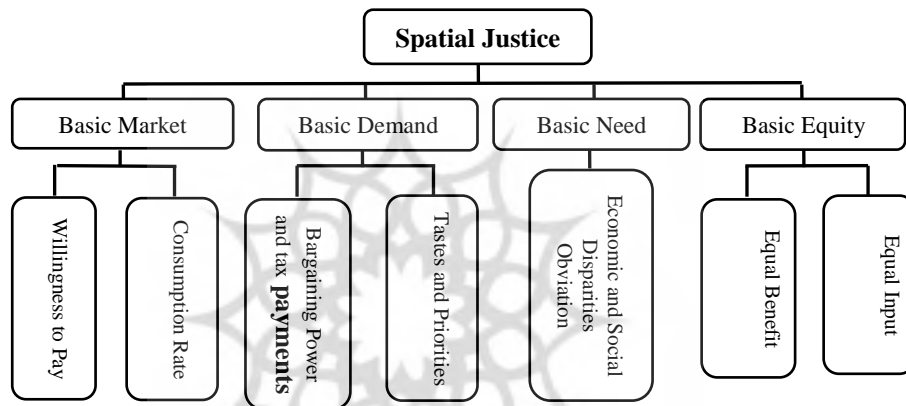 Spatial Justice
Basic Market
Basic Demand
Basic Need
Basic Equity
Willingness to Pay
Consumption Rate
Bargaining Power
and tax payments
Tastes and Priorities
Economic and Social
Disparities
Obviation
Equal Benefit
Equal Input